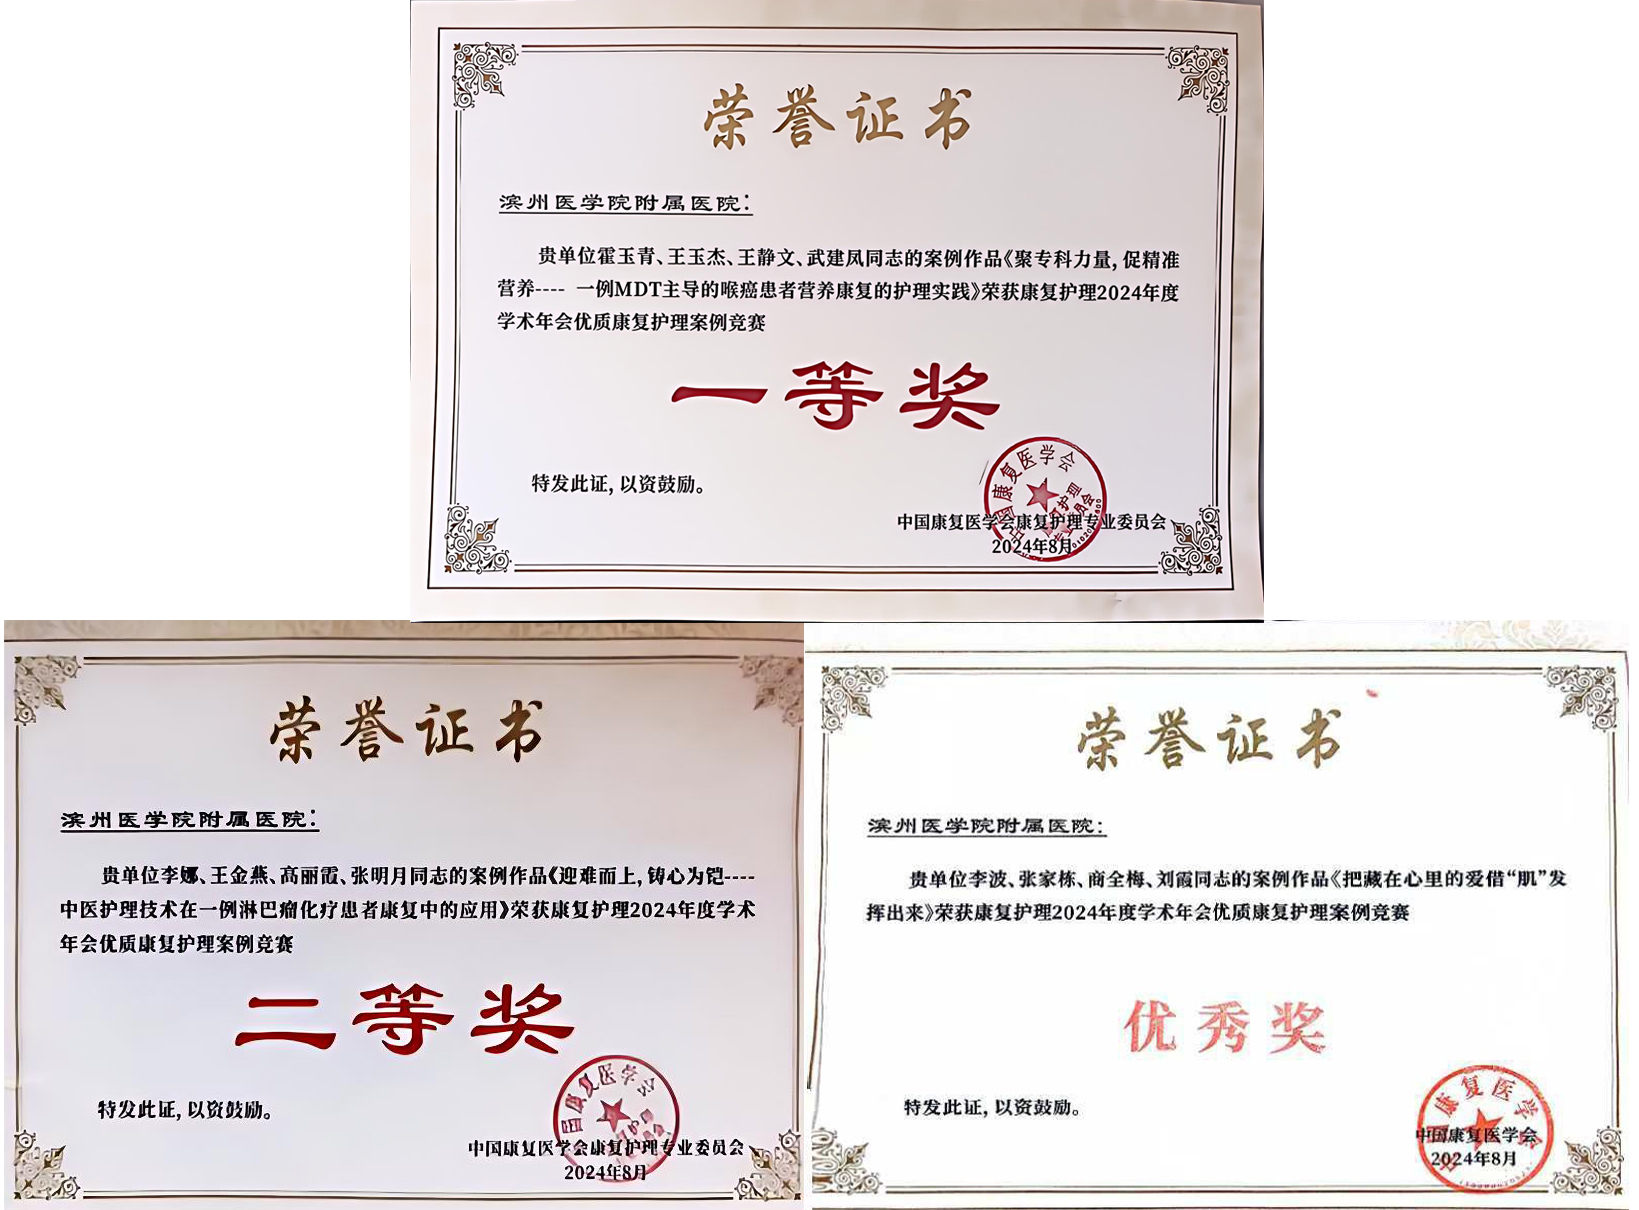 荣誉证书
滨州医学院附属医院：
贵单位霍玉青、王玉杰、王静文、武建凤同志的案例作品《聚专科力量，促精准
营养---- 一例MDT主导的喉癌患者营养康复的护理实践》荣获康复护理2024年度
学术年会优质康复护理案例竞赛
一等奖
特发此证，以资鼓励。
中国康复医学会康复护理专业委员会
2024年8月
中国康复医学会
荣誉证书
滨州医学院附属医院：
贵单位李娜、王金燕、高丽霞、张明月同志的案例作品《迎难而上，铸心为铠----
中医护理技术在一例淋巴瘤化疗患者康复中的应用》荣获康复护理2024年度学术
年会优质康复护理案例竞赛
二等奖
特发此证，以资鼓励。
中国康复医学会康复护理专业委员会
2024年8月
荣誉证书
滨州医学院附属医院：
贵单位李波、张家栋、商全梅、刘霞同志的案例作品《把藏在心里的爱借“肌”发
挥出来》荣获康复护理2024年度学术年会优质康复护理案例竞赛
优秀奖
特发此证，以资鼓励。
中国康复医学会
2024年8月